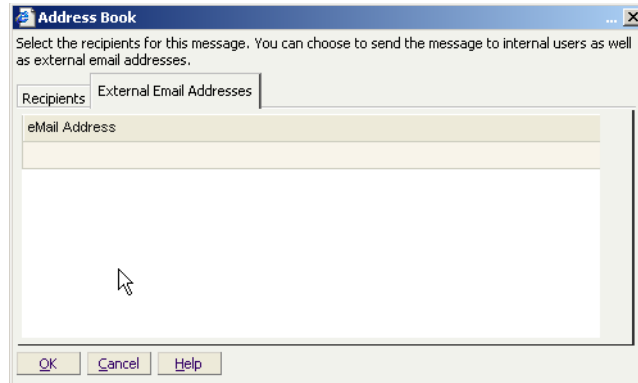 Address Book
...
Select the recipients for this message. You can choose to send the message to internal users as well
as external email addresses.
Recipients External Email Addresses
eMail Address
OK Cancel Help